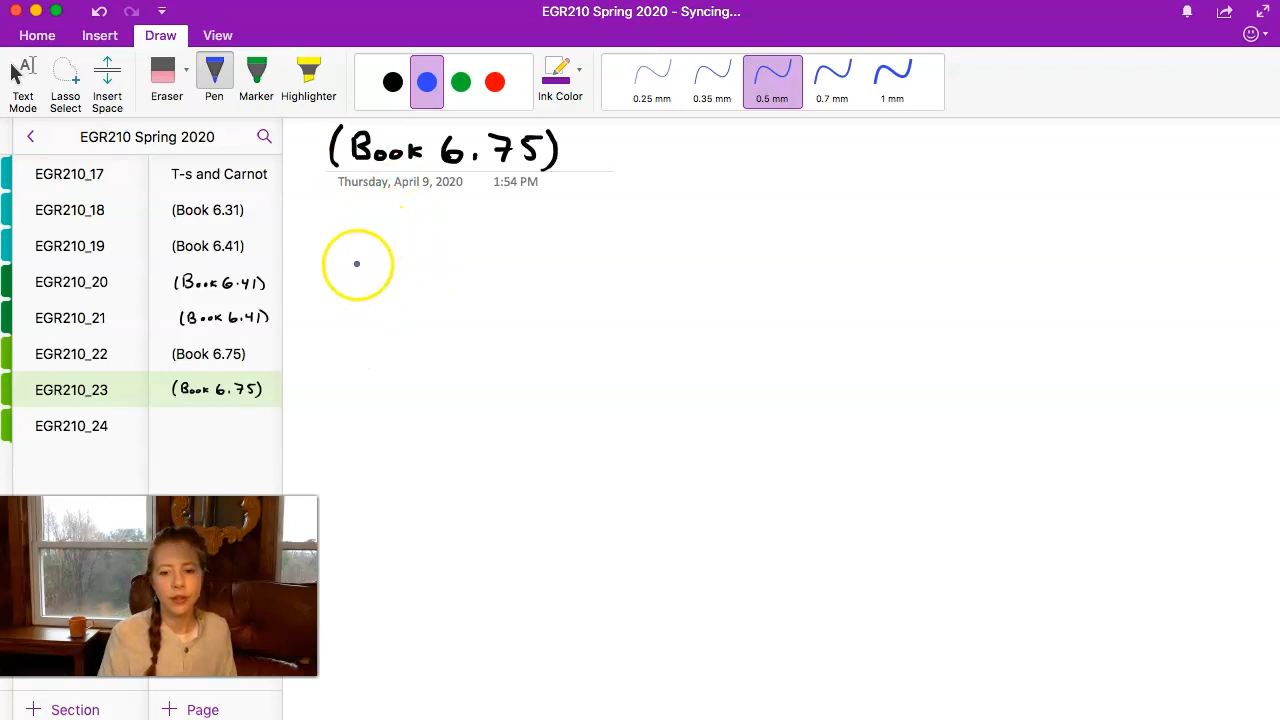 EGR210 Spring 2020 - Syncing...
Home Insert Draw View
Text Mode
Lasso Select
Insert Space
Eraser
Pen
Marker
Highlighter
Ink Color
0.25 mm
0.35 mm
0.5 mm
0.7 mm
1 mm
EGR210 Spring 2020
EGR210_17 T-s and Carnot
EGR210_18 (Book 6.31)
EGR210_19 (Book 6.41)
EGR210_20 (Book 6.41)
EGR210_21 (Book 6.41)
EGR210_22 (Book 6.75)
EGR210_23 (Book 6.75)
EGR210_24
+ Section + Page
(Book 6.75)
Thursday, April 9, 2020 1:54 PM